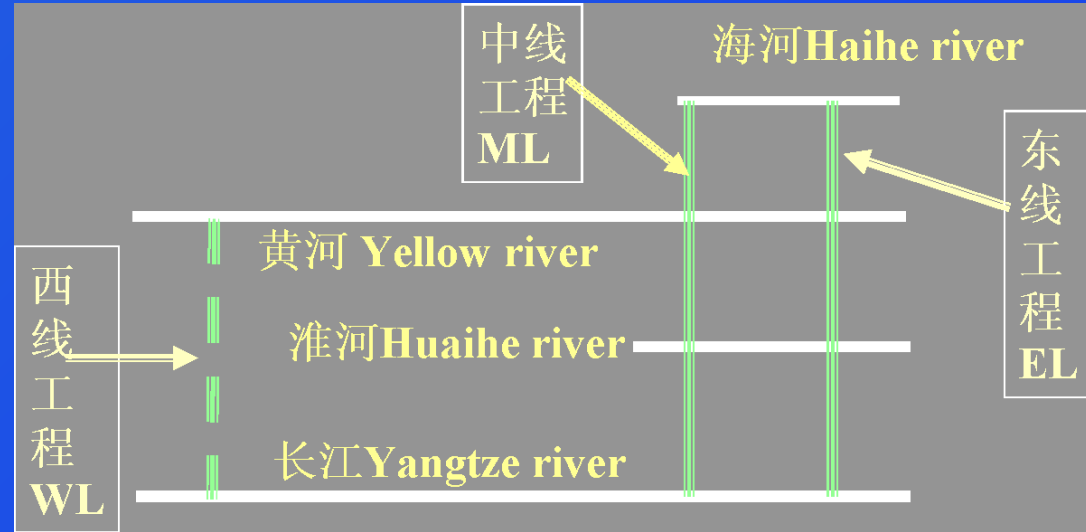 中线
工程
ML
海河Haihe river
东
线
工
程
EL
黄河 Yellow river
西
线
工
程
WL
淮河Huaihe river
长江Yangtze river